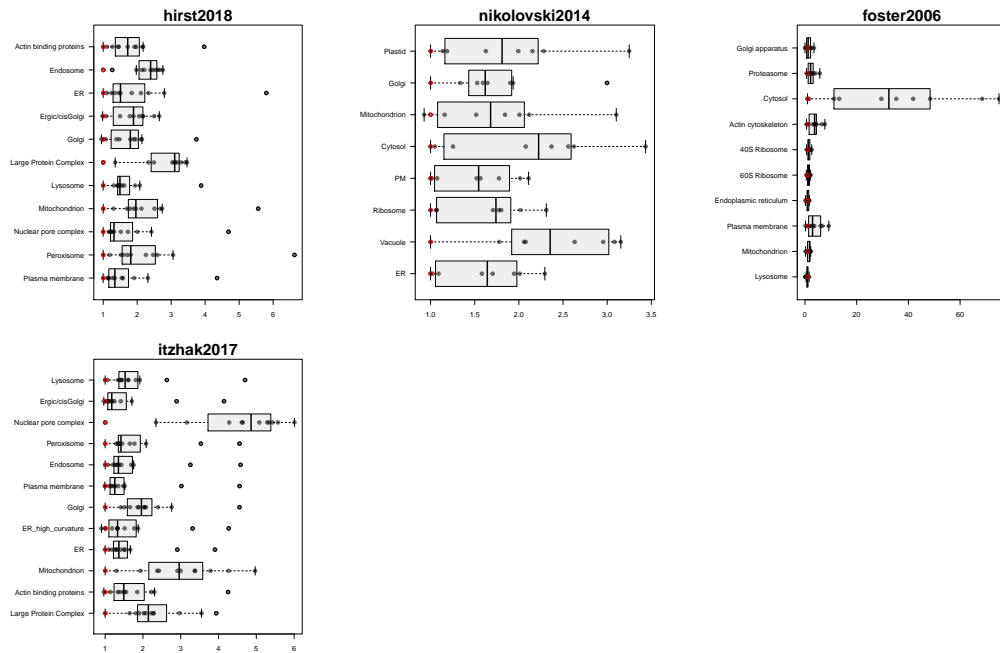 hirst2018
Actin binding proteins
Endosome
ER
Ergic/cisGolgi
Golgi
Large Protein Complex
Lysosome
Mitochondrion
Nuclear pore complex
Peroxisome
Plasma membrane
1 2 3 4 5 6
nikolovski2014
Plastid
Golgi
Mitochondrion
Cytosol
PM
Ribosome
Vacuole
ER
1.0 1.5 2.0 2.5 3.0 3.5
foster2006
Golgi apparatus
Proteasome
Cytosol
Actin cytoskeleton
40S Ribosome
60S Ribosome
Endoplasmic reticulum
Plasma membrane
Mitochondrion
Lysosome
0 20 40 60
itzhak2017
Lysosome
Ergic/cisGolgi
Nuclear pore complex
Peroxisome
Endosome
Plasma membrane
Golgi
ER_high_curvature
ER
Mitochondrion
Actin binding proteins
Large Protein Complex
1 2 3 4 5 6